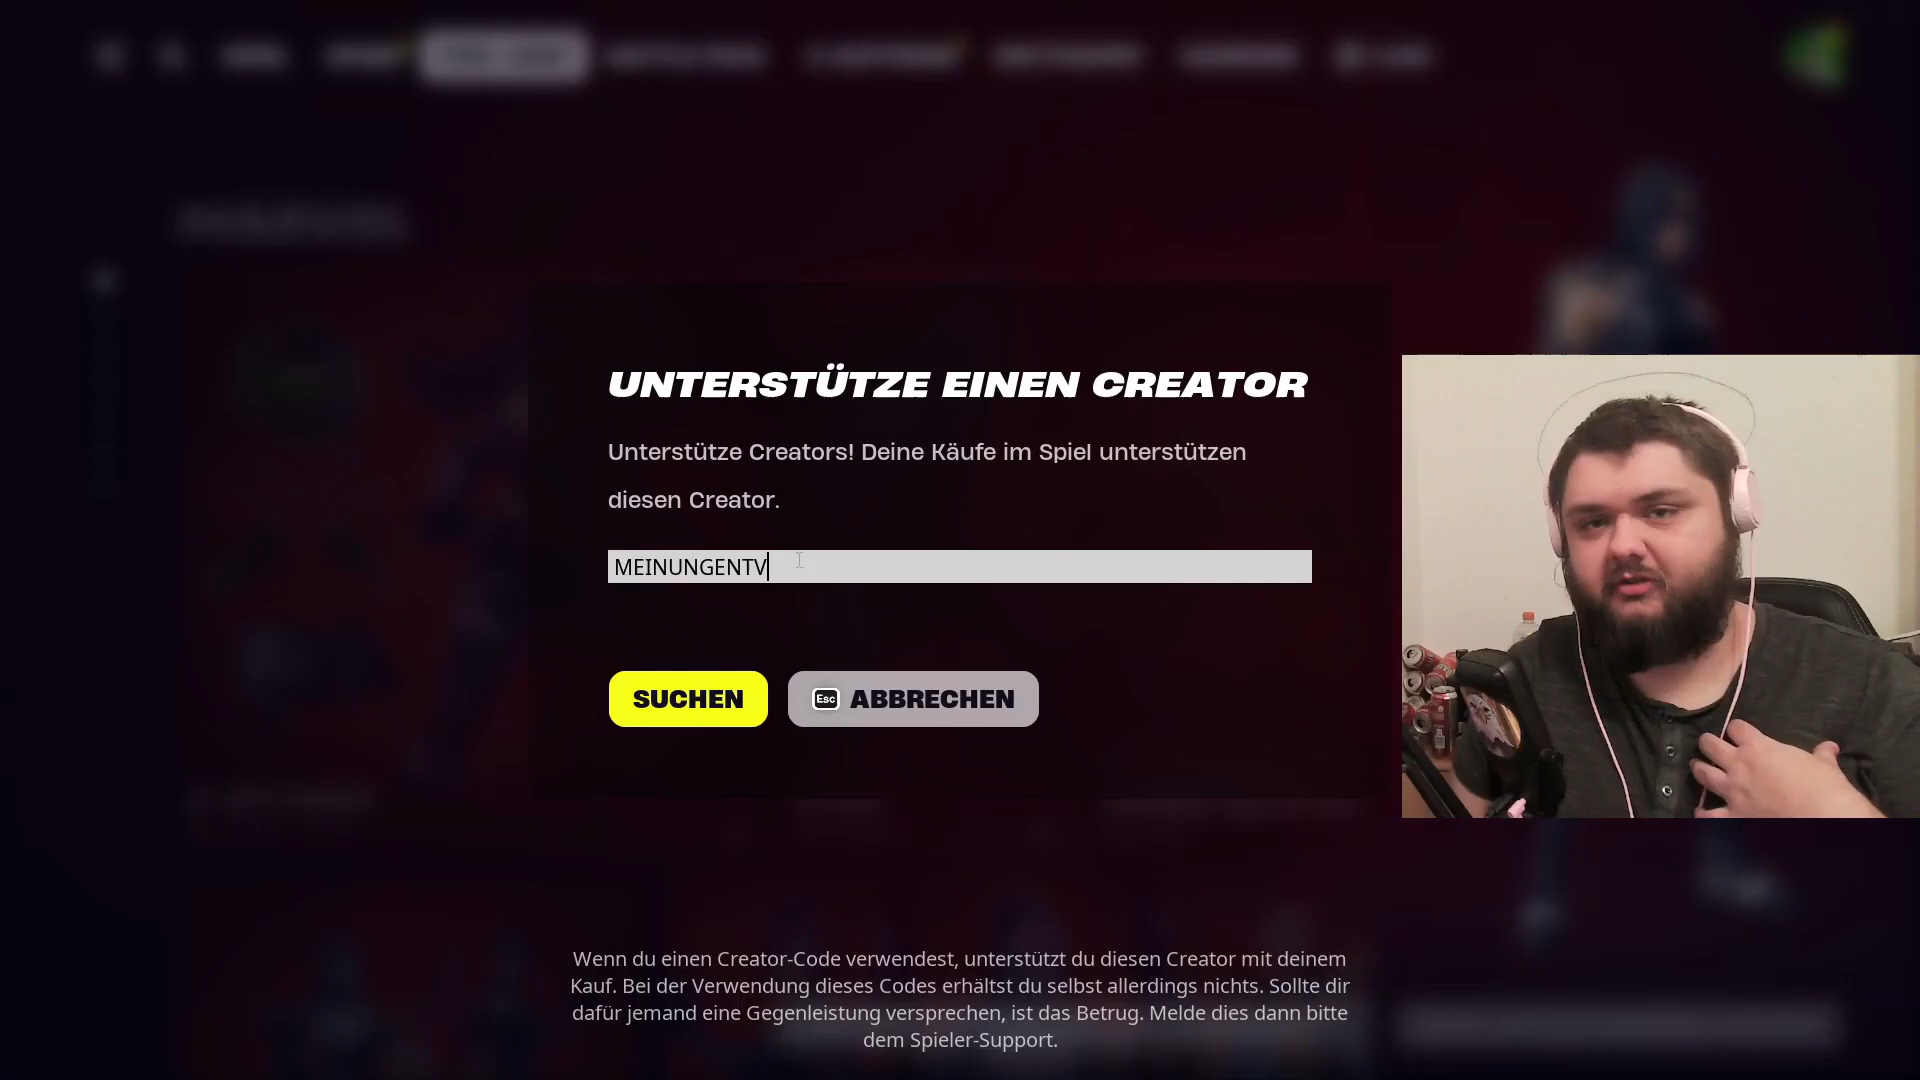 UNTERSTÜTZE EINEN CREATOR
Unterstütze Creators! Deine Käufe im Spiel unterstützen
diesen Creator.
MEINUNGENTV
SUCHEN
Esc ABBRECHEN
Wenn du einen Creator-Code verwendest, unterstützt du diesen Creator mit deinem
Kauf. Bei der Verwendung dieses Codes erhältst du selbst allerdings nichts. Sollte dir
dafür jemand eine Gegenleistung versprechen, ist das Betrug. Melde dies dann bitte
dem Spieler-Support.